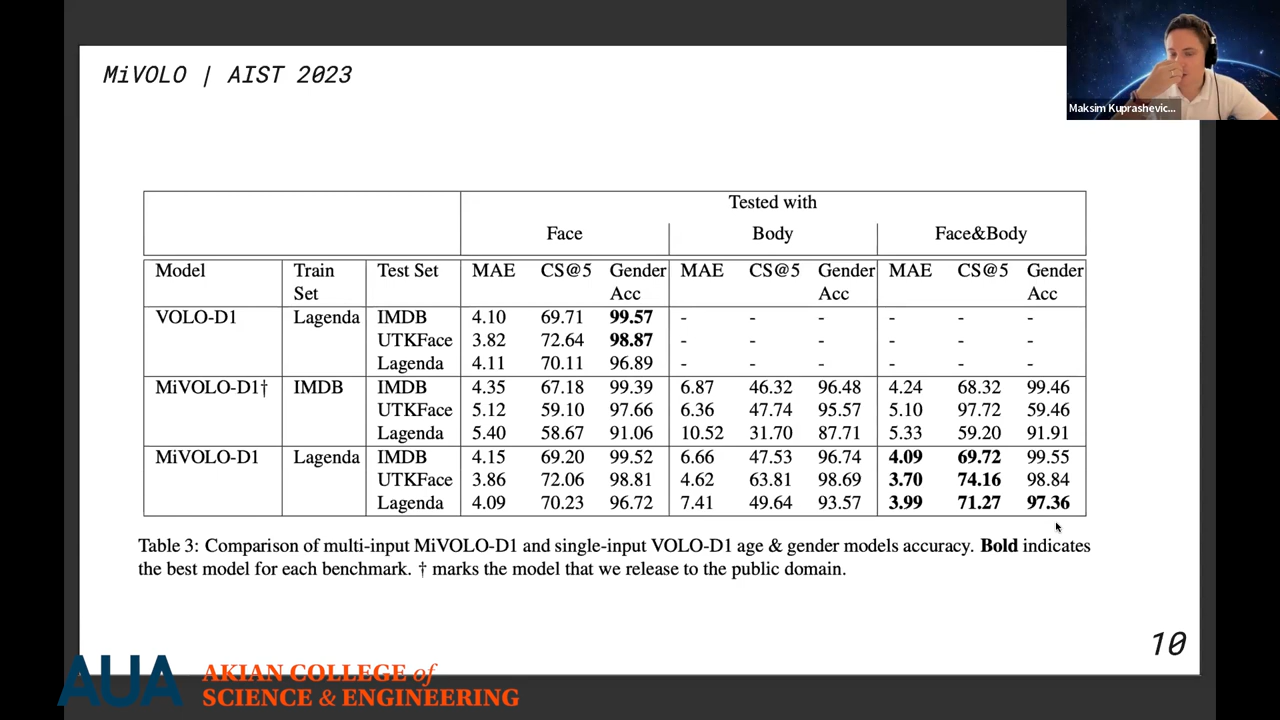 MiVOLO | AIST 2023
Maksim Kuprashevic...
Tested with
Face Body Face&Body
Model Train Set Test Set MAE CS@5 Gender Acc MAE CS@5 Gender Acc MAE CS@5 Gender Acc
VOLO-D1 Lagenda IMDB 4.10 69.71 99.57 - - - - - -
UTKFace 3.82 72.64 98.87 - - - - - -
Lagenda 4.11 70.11 96.89 - - - - - -
MiVOLO-D1† IMDB IMDB 4.35 67.18 99.39 6.87 46.32 96.48 4.24 68.32 99.46
UTKFace 5.12 59.10 97.66 6.36 47.74 95.57 5.10 97.72 59.46
Lagenda 5.40 58.67 91.06 10.52 31.70 87.71 5.33 59.20 91.91
MiVOLO-D1 Lagenda IMDB 4.15 69.20 99.52 6.66 47.53 96.74 4.09 69.72 99.55
UTKFace 3.86 72.06 98.81 4.62 63.81 98.69 3.70 74.16 98.84
Lagenda 4.09 70.23 96.72 7.41 49.64 93.57 3.99 71.27 97.36
Table 3: Comparison of multi-input MiVOLO-D1 and single-input VOLO-D1 age & gender models accuracy. Bold indicates
the best model for each benchmark. † marks the model that we release to the public domain.
10
AUA AKIAN COLLEGE of
SCIENCE & ENGINEERING